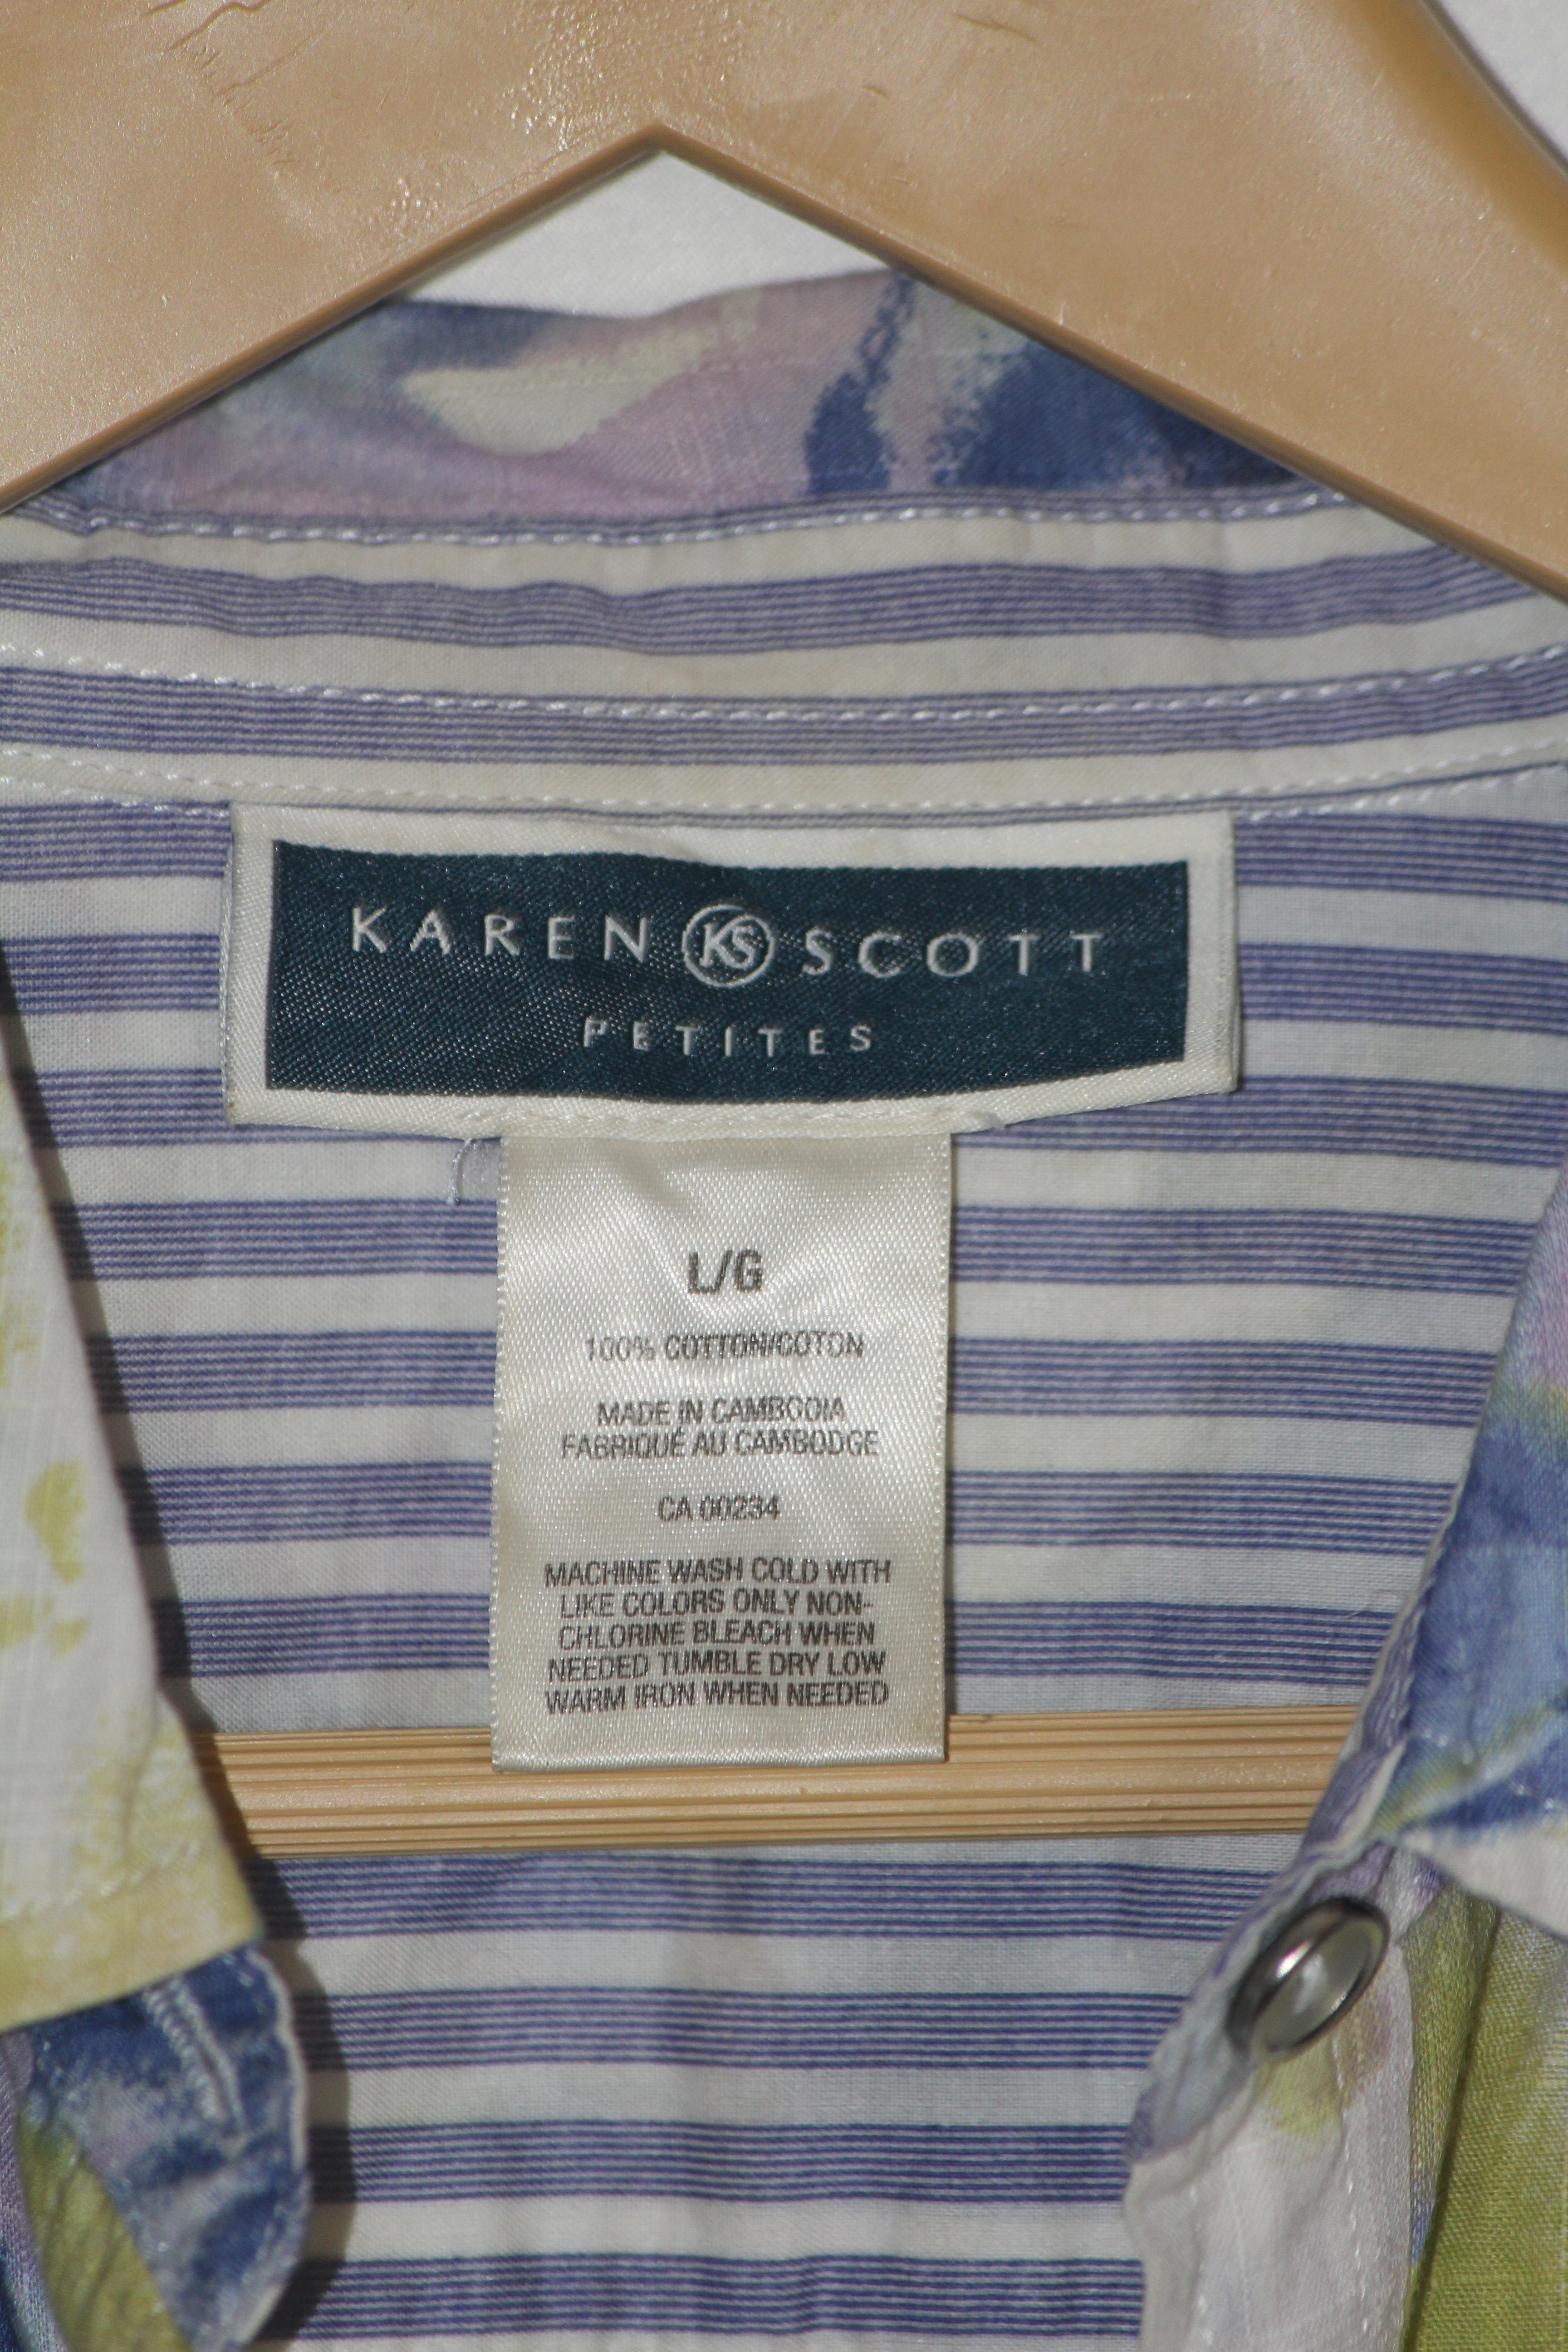 KAREN KS SCOTT
PETITES
L/G
100% COTTON/COTON
MADE IN CAMBODIA
FABRIQUÉ AU CAMBODGE
CA 00234
MACHINE WASH COLD WITH
LIKE COLORS ONLY NON-
CHLORINE BLEACH WHEN
NEEDED TUMBLE DRY LOW
WARM IRON WHEN NEEDED